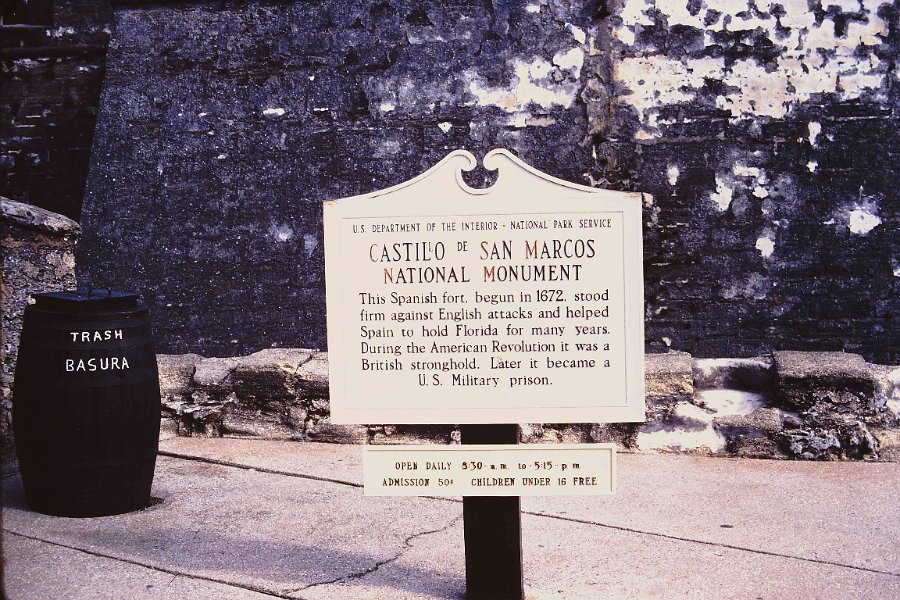 TRASH
BASURA
U.S. DEPARTMENT OF THE INTERIOR - NATIONAL PARK SERVICE
CASTILLO DE SAN MARCOS
NATIONAL MONUMENT
This Spanish fort, begun in 1672, stood
firm against English attacks and helped
Spain to hold Florida for many years.
During the American Revolution it was a
British stronghold. Later it became a
U.S. Military prison.
OPEN DAILY 8:30 a.m. to 5:15 p.m.
ADMISSION 50¢ CHILDREN UNDER 16 FREE